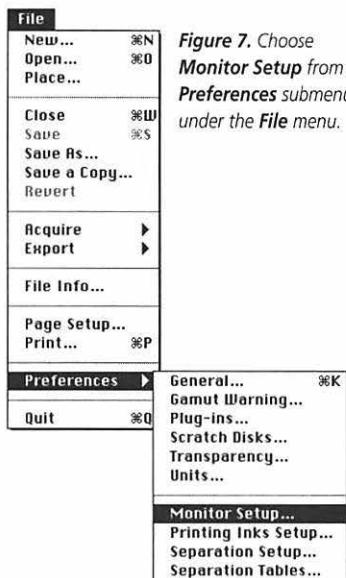 File
New... ⌘N
Open... ⌘O
Place...
Close ⌘W
Save ⌘S
Save As...
Save a Copy...
Revert
Acquire
Export
File Info...
Page Setup...
Print... ⌘P
Preferences
Quit ⌘Q
General... ⌘K
Gamut Warning...
Plug-ins...
Scratch Disks...
Transparency...
Units...
Monitor Setup...
Printing Inks Setup...
Separation Setup...
Separation Tables...
Figure 7. Choose
Monitor Setup from
Preferences submenu
under the File menu.